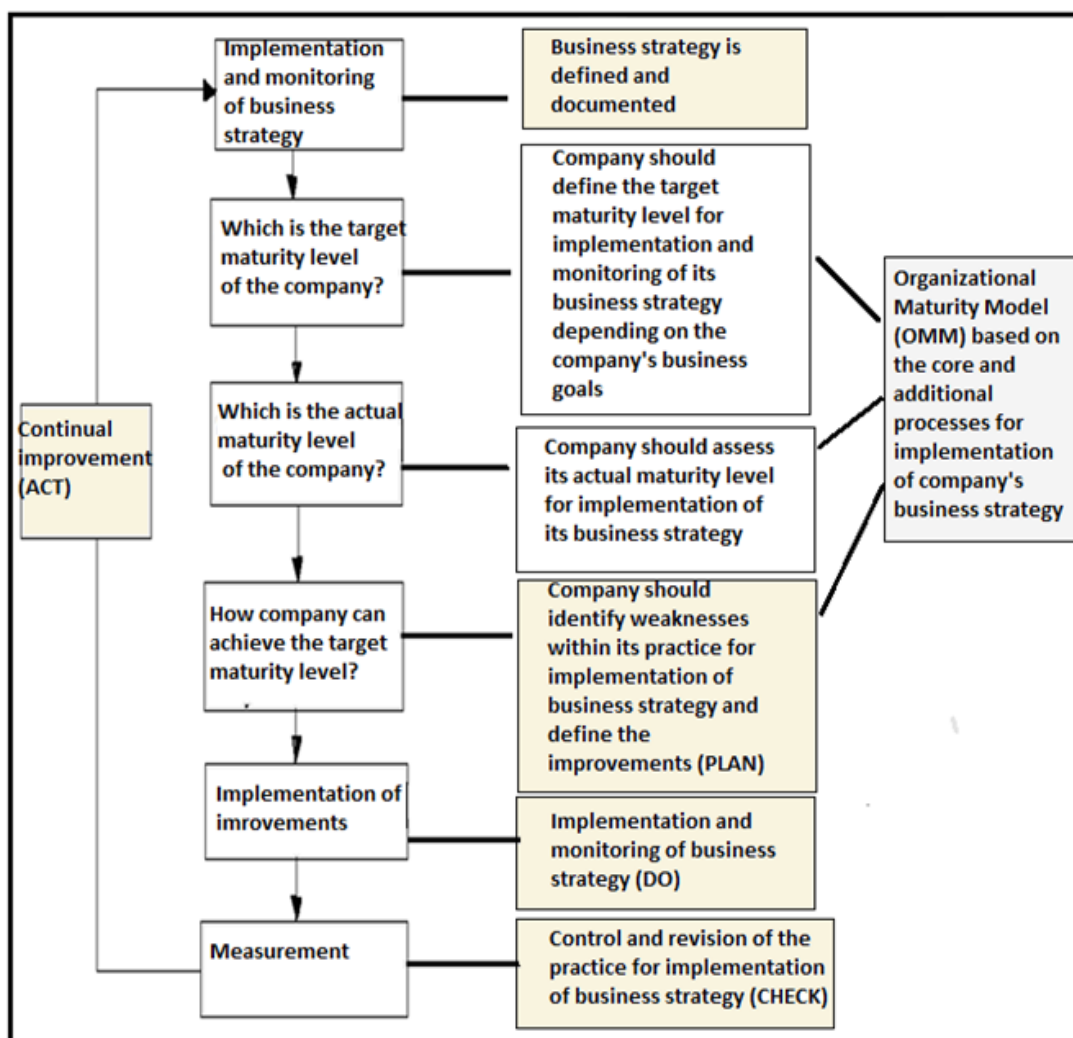 Implementation
and monitoring
of business
strategy
Business strategy is
defined and
documented
Which is the target
maturity level
of the company?
Company should
define the target
maturity level for
implementation and
monitoring of its
business strategy
depending on the
company's business
goals
Organizational
Maturity Model
(OMM) based on
the core and
additional
processes for
implementation
of company's
business strategy
Which is the actual
maturity level
of the company?
Company should assess
its actual maturity level
for implementation of
its business strategy
Continual
improvement
(ACT)
How company can
achieve the target
maturity level?
Company should
identify weaknesses
within its practice for
implementation of
business strategy and
define the
improvements (PLAN)
Implementation of
imrovements
Implementation and
monitoring of business
strategy (DO)
Measurement
Control and revision of the
practice for implementation
of business strategy (CHECK)